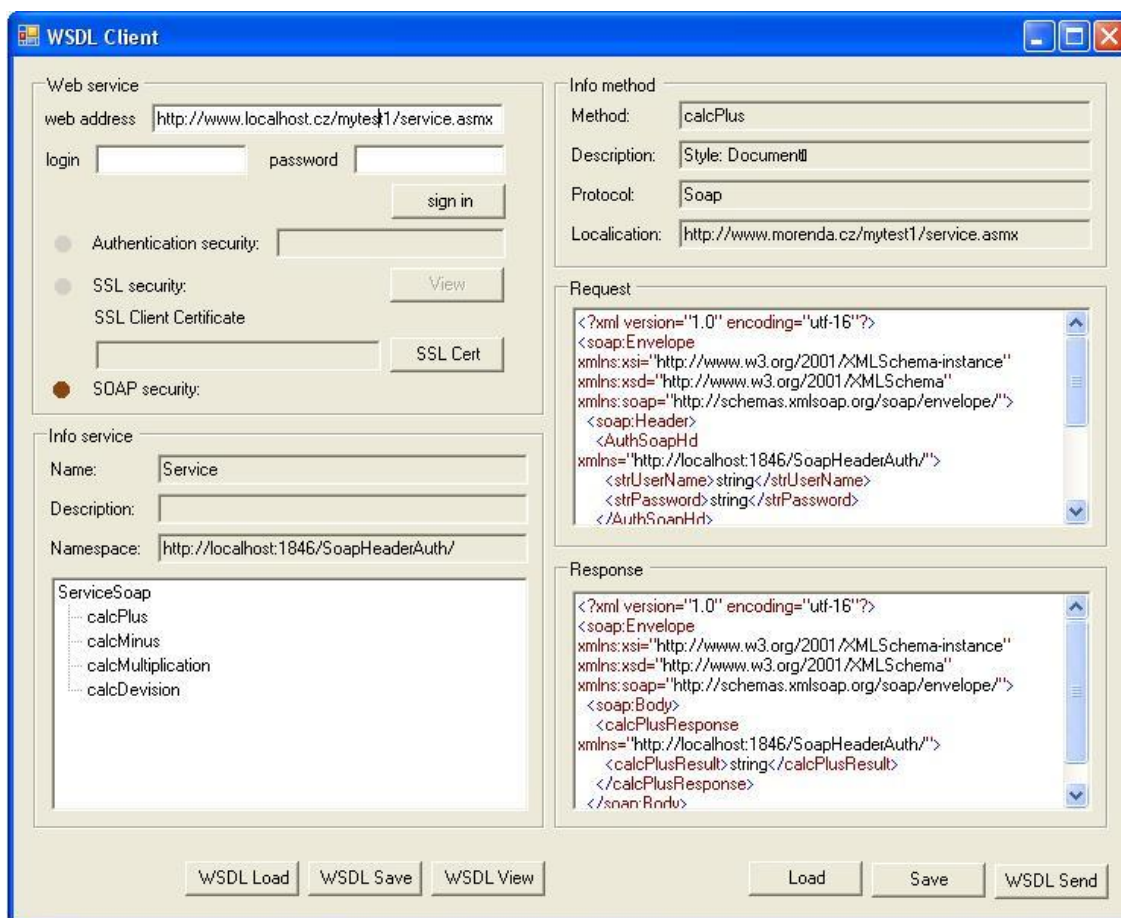 WSDL Client
Web service
web address http://www.localhost.cz/mytest1/service.asmx
login password
sign in
Authentication security:
SSL security: View
SSL Client Certificate
SSL Cert
SOAP security:
Info service
Name: Service
Description:
Namespace: http://localhost:1846/SoapHeaderAuth/
ServiceSoap
calcPlus
calcMinus
calcMultiplication
calcDevision
WSDL Load WSDL Save WSDL View
Info method
Method: calcPlus
Description: Style: Document
Protocol: Soap
Localication: http://www.morenda.cz/mytest1/service.asmx
Request
<?xml version="1.0" encoding="utf-16"?>
<soap:Envelope
xmlns:xsi="http://www.w3.org/2001/XMLSchema-instance"
xmlns:xsd="http://www.w3.org/2001/XMLSchema"
xmlns:soap="http://schemas.xmlsoap.org/soap/envelope/">
<soap:Header>
<AuthSoapHd
xmlns="http://localhost:1846/SoapHeaderAuth/">
<strUserName>string</strUserName>
<strPassword>string</strPassword>
</AuthSoapHd>
Response
<?xml version="1.0" encoding="utf-16"?>
<soap:Envelope
xmlns:xsi="http://www.w3.org/2001/XMLSchema-instance"
xmlns:xsd="http://www.w3.org/2001/XMLSchema"
xmlns:soap="http://schemas.xmlsoap.org/soap/envelope/">
<soap:Body>
<calcPlusResponse
xmlns="http://localhost:1846/SoapHeaderAuth/">
<calcPlusResult>string</calcPlusResult>
</calcPlusResponse>
</soap:Body>
Load Save WSDL Send